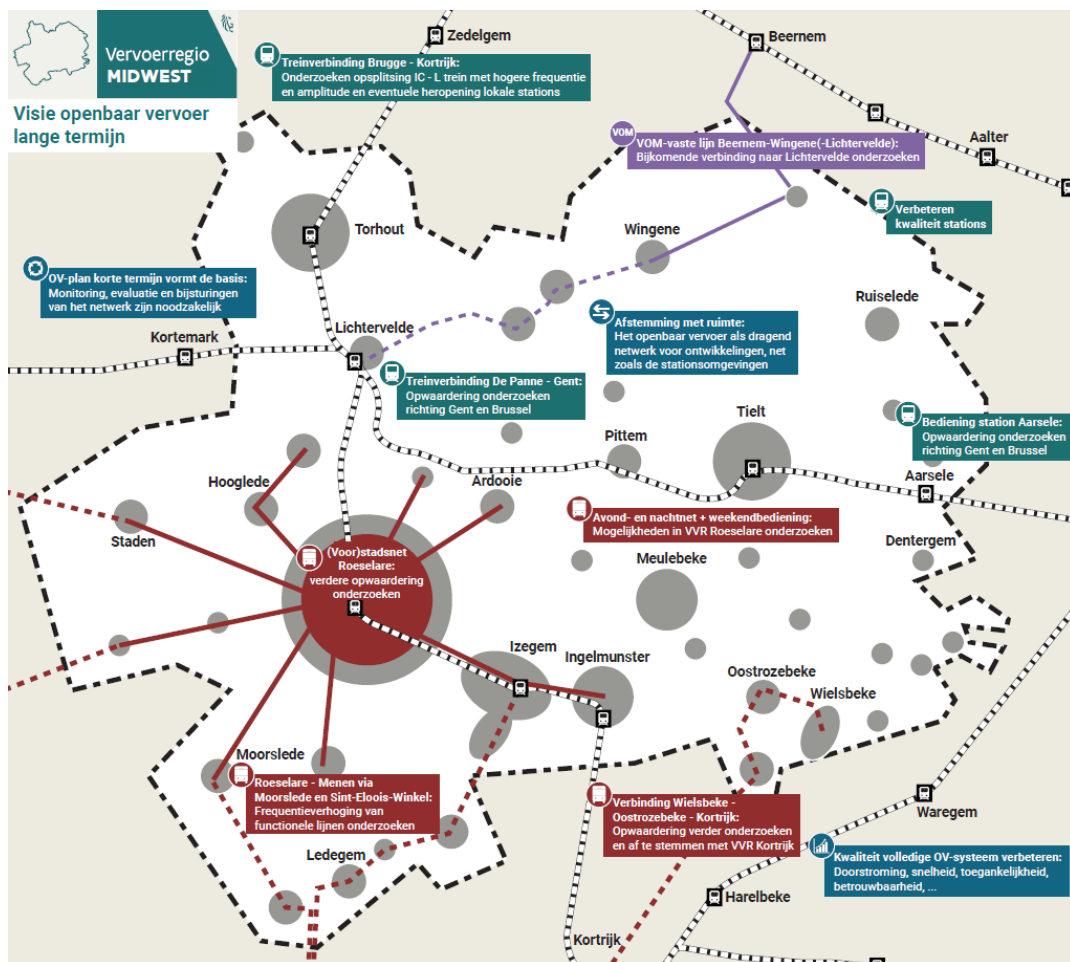 Vervoerregio
MIDWEST
Visie openbaar vervoer
lange termijn
Zedelgem
Beernem
Treinverbinding Brugge - Kortrijk:
Onderzoeken opsplitsing IC - L trein met hogere frequentie
en amplitude en eventuele heropening lokale stations
VOM
VOM-vaste lijn Beernem-Wingene(-Lichtervelde):
Bijkomende verbinding naar Lichtervelde onderzoeken
Aalter
Verbeteren
kwaliteit stations
Torhout
Wingene
OV-plan korte termijn vormt de basis:
Monitoring, evaluatie en bijsturingen
van het netwerk zijn noodzakelijk
Ruiselede
Afstemming met ruimte:
Het openbaar vervoer als dragend
netwerk voor ontwikkelingen, net
zoals de stationsomgevingen
Kortemark
Lichtervelde
Treinverbinding De Panne - Gent:
Opwaardering onderzoeken
richting Gent en Brussel
Tielt
Bediening station Aarsele:
Opwaardering onderzoeken
richting Gent en Brussel
Pittem
Hooglede
Ardooie
Aarsele
Staden
Avond- en nachtnet + weekendbediening:
Mogelijkheden in VVR Roeselare onderzoeken
Dentergem
(Voor)stadsnet
Roeselare:
verdere opwaardering
onderzoeken
Meulebeke
Izegem
Ingelmunster
Oostrozebeke
Wielsbeke
Moorslede
Roeselare - Menen via
Moorslede en Sint-Eloois-Winkel:
Frequentieverhoging van
functionele lijnen onderzoeken
Verbinding Wielsbeke -
Oostrozebeke - Kortrijk:
Opwaardering verder onderzoeken
en af te stemmen met VVR Kortrijk
Waregem
Ledegem
Kwaliteit volledige OV-systeem verbeteren:
Doorstroming, snelheid, toegankelijkheid,
betrouwbaarheid, ...
Harelbeke
Kortrijk